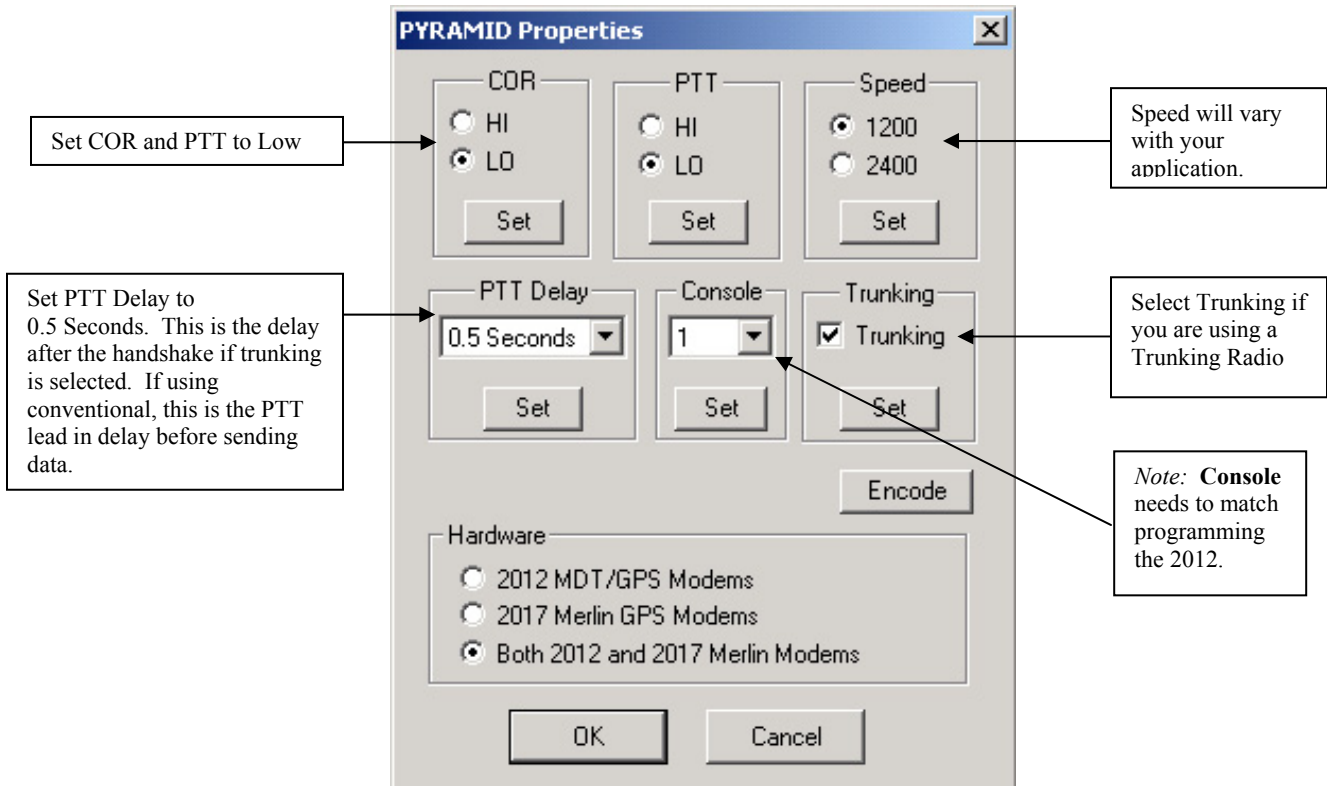 PYRAMID Properties
COR
HI
LO
Set
PTT
HI
LO
Set
Speed
1200
2400
Set
Set COR and PTT to Low
Speed will vary
with your
application.
PTT Delay
0.5 Seconds
Set
Console
1
Set
Trunking
Trunking
Set
Set PTT Delay to
0.5 Seconds. This is the delay
after the handshake if trunking
is selected. If using
conventional, this is the PTT
lead in delay before sending
data.
Select Trunking if
you are using a
Trunking Radio
Encode
Note: Console
needs to match
programming
the 2012.
Hardware
2012 MDT/GPS Modems
2017 Merlin GPS Modems
Both 2012 and 2017 Merlin Modems
OK
Cancel